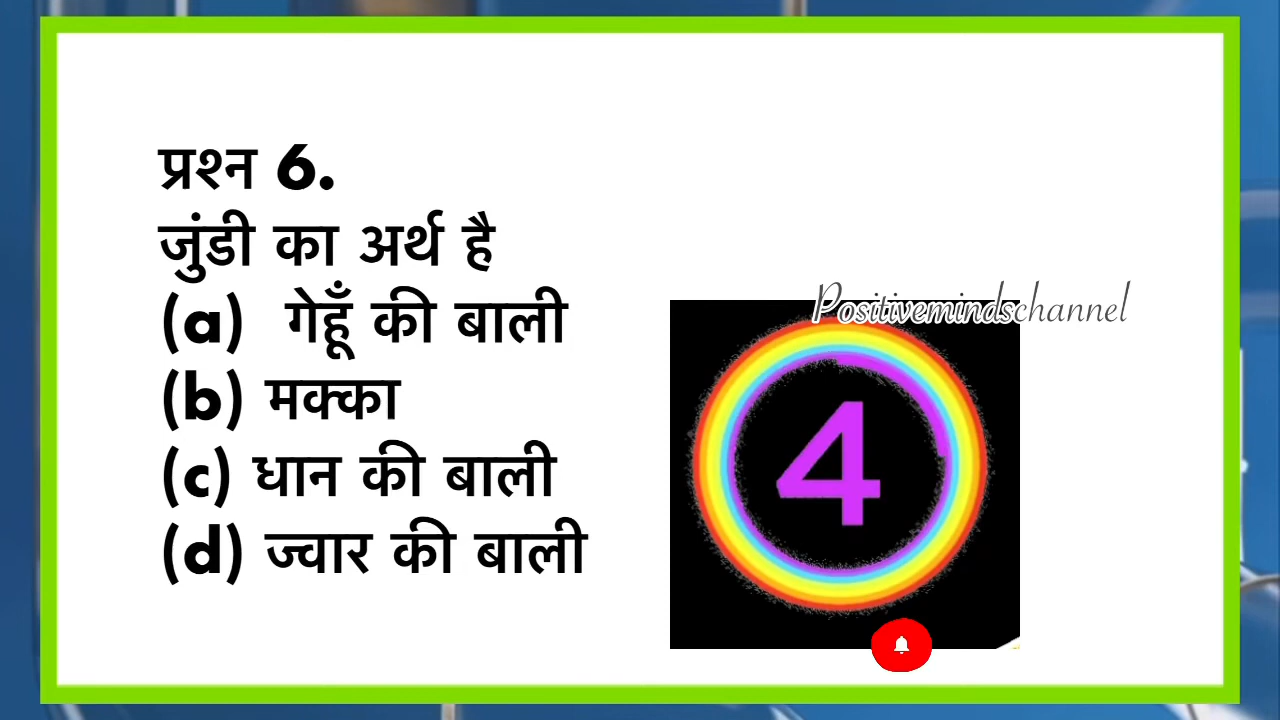 प्रश्न 6.
जुंडी का अर्थ है
(a) गेहूँ की बाली
(b) मक्का
(c) धान की बाली
(d) ज्वार की बाली
Positivemindschannel
4